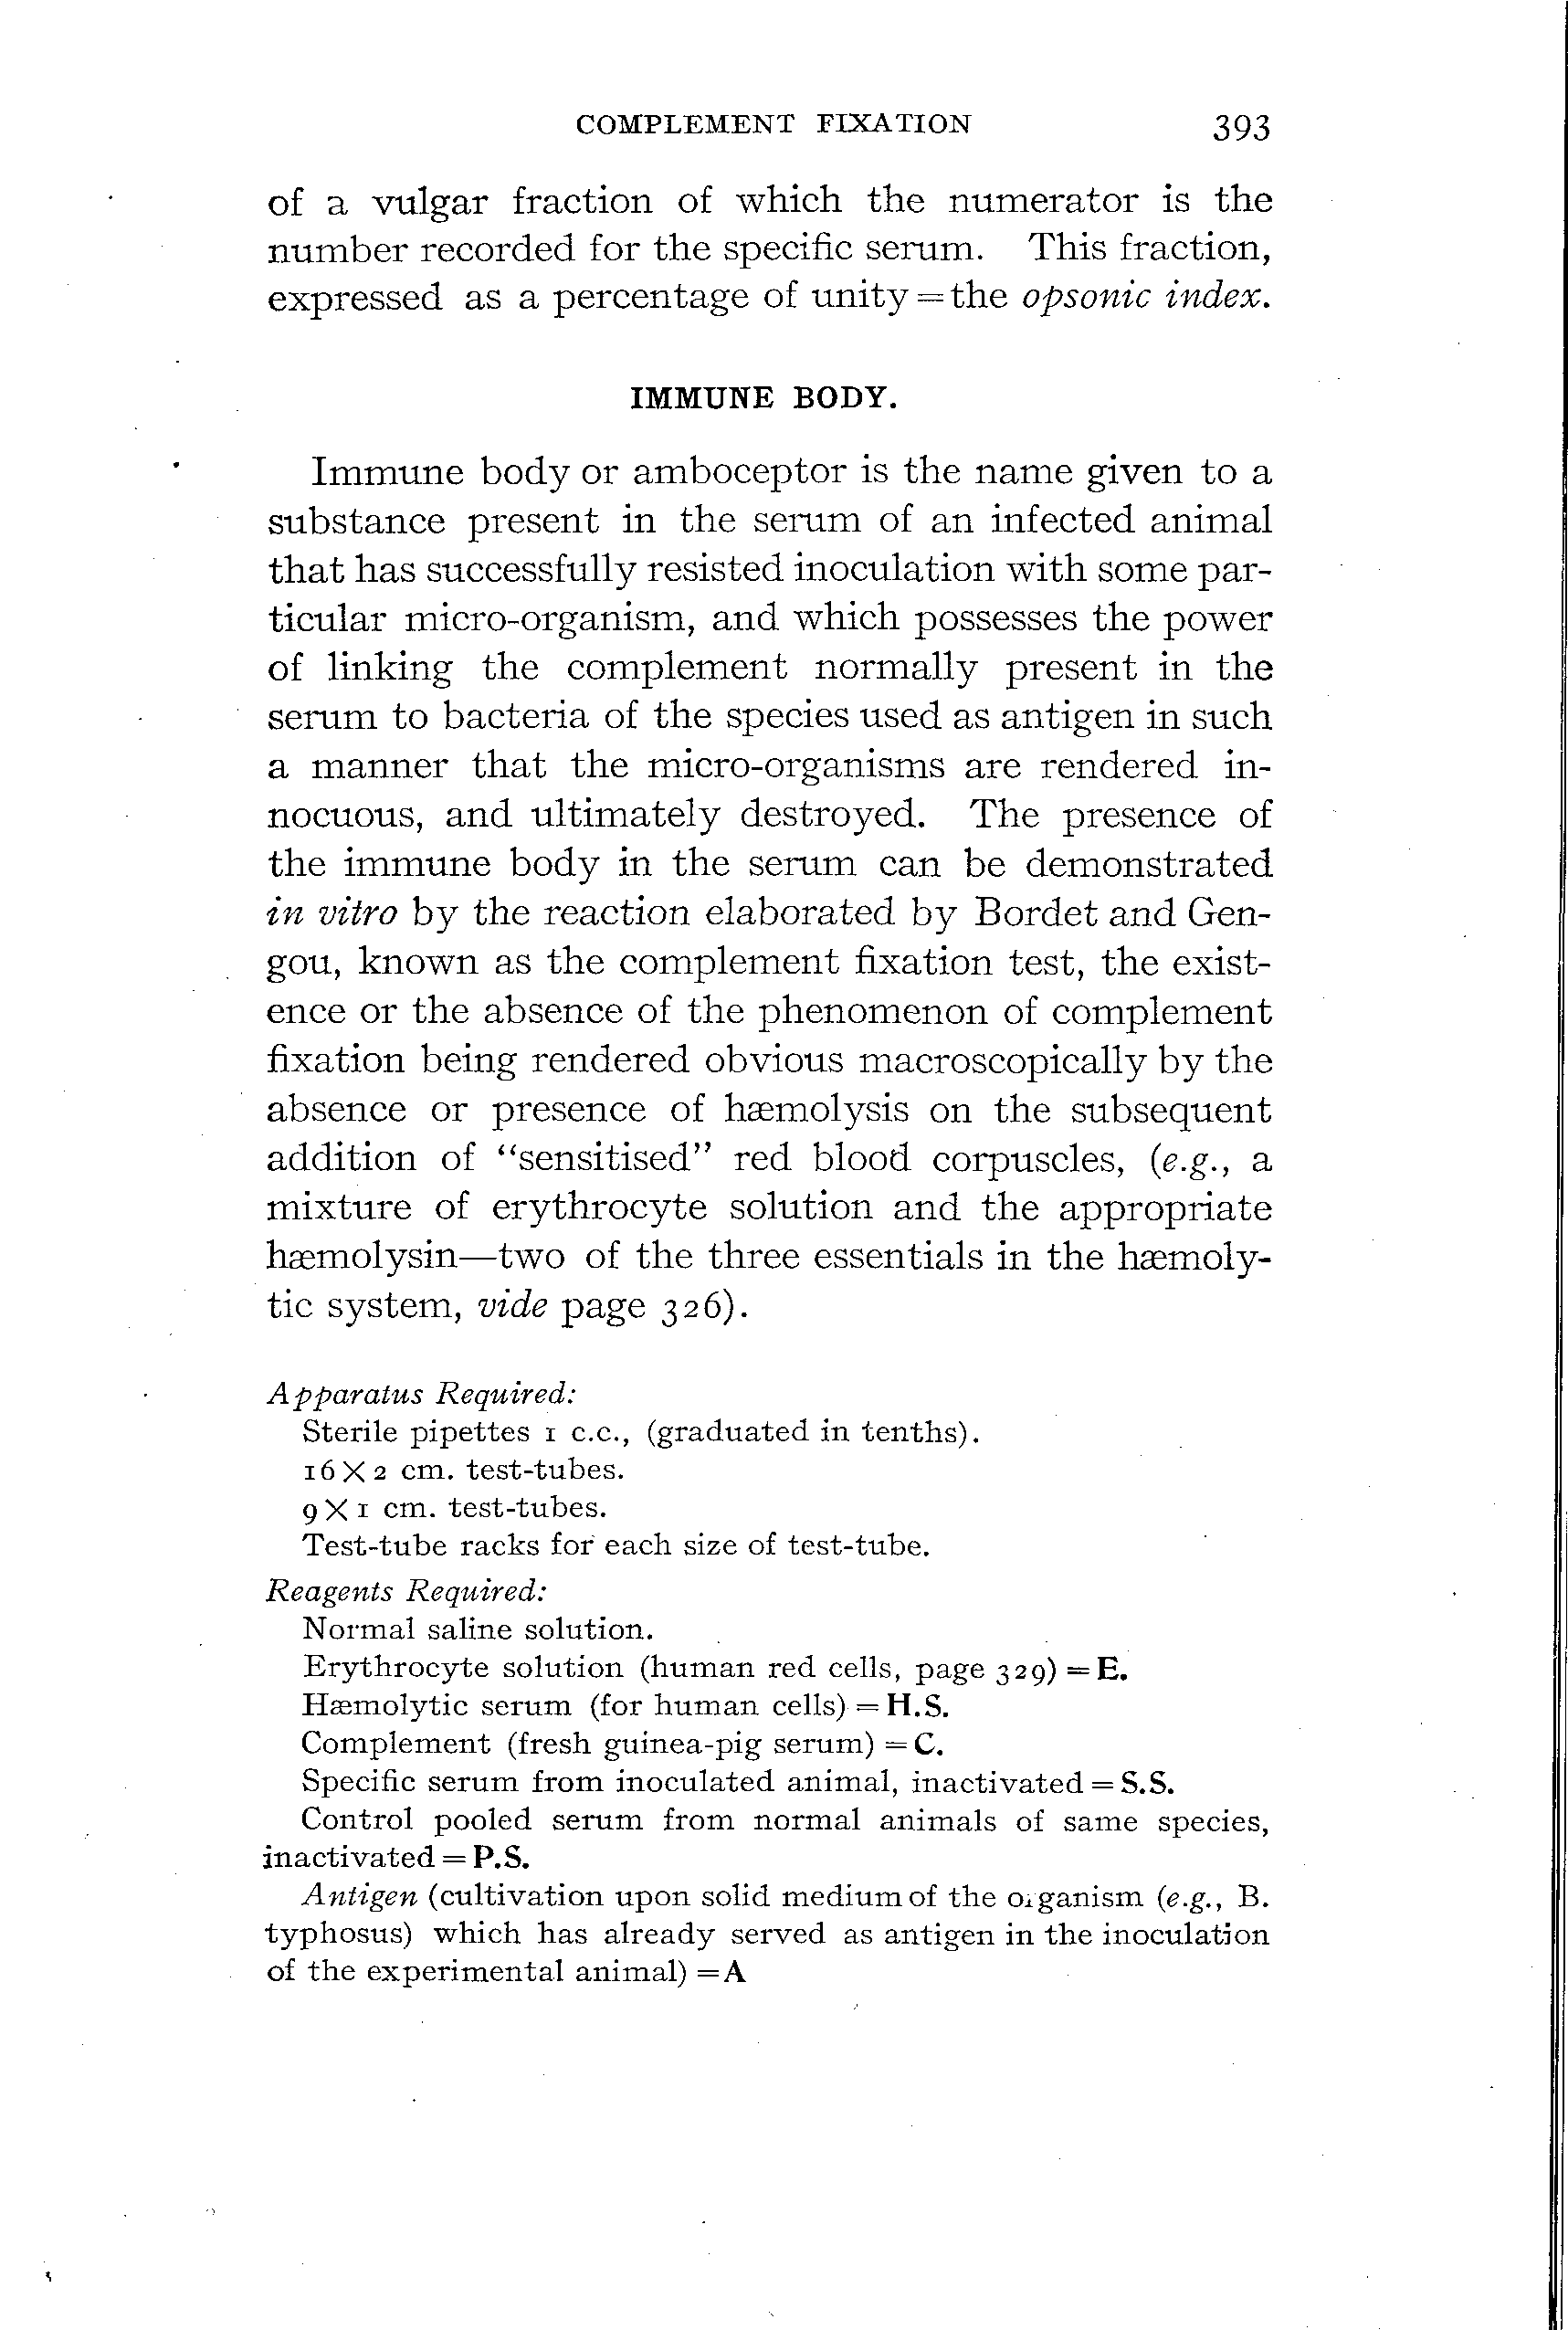 COMPLEMENT FIXATION 393
of a vulgar fraction of which the numerator is the
number recorded for the specific serum. This fraction,
expressed as a percentage of unity = the opsonic index.
IMMUNE BODY.
Immune body or amboceptor is the name given to a
substance present in the serum of an infected animal
that has successfully resisted inoculation with some par-
ticular micro-organism, and which possesses the power
of linking the complement normally present in the
serum to bacteria of the species used as antigen in such
a manner that the micro-organisms are rendered in-
nocuous, and ultimately destroyed. The presence of
the immune body in the serum can be demonstrated
in vitro by the reaction elaborated by Bordet and Gen-
gou, known as the complement fixation test, the exist-
ence or the absence of the phenomenon of complement
fixation being rendered obvious macroscopically by the
absence or presence of hæmolysis on the subsequent
addition of "sensitised" red blood corpuscles, (e.g., a
mixture of erythrocyte solution and the appropriate
hæmolysin—two of the three essentials in the hæmoly-
tic system, vide page 326).
Apparatus Required:
Sterile pipettes 1 c.c., (graduated in tenths).
16 X 2 cm. test-tubes.
9 X 1 cm. test-tubes.
Test-tube racks for each size of test-tube.
Reagents Required:
Normal saline solution.
Erythrocyte solution (human red cells, page 329) = E.
Hæmolytic serum (for human cells) = H.S.
Complement (fresh guinea-pig serum) = C.
Specific serum from inoculated animal, inactivated = S.S.
Control pooled serum from normal animals of same species,
inactivated = P.S.
Antigen (cultivation upon solid medium of the organism (e.g., B.
typhosus) which has already served as antigen in the inoculation
of the experimental animal) = A